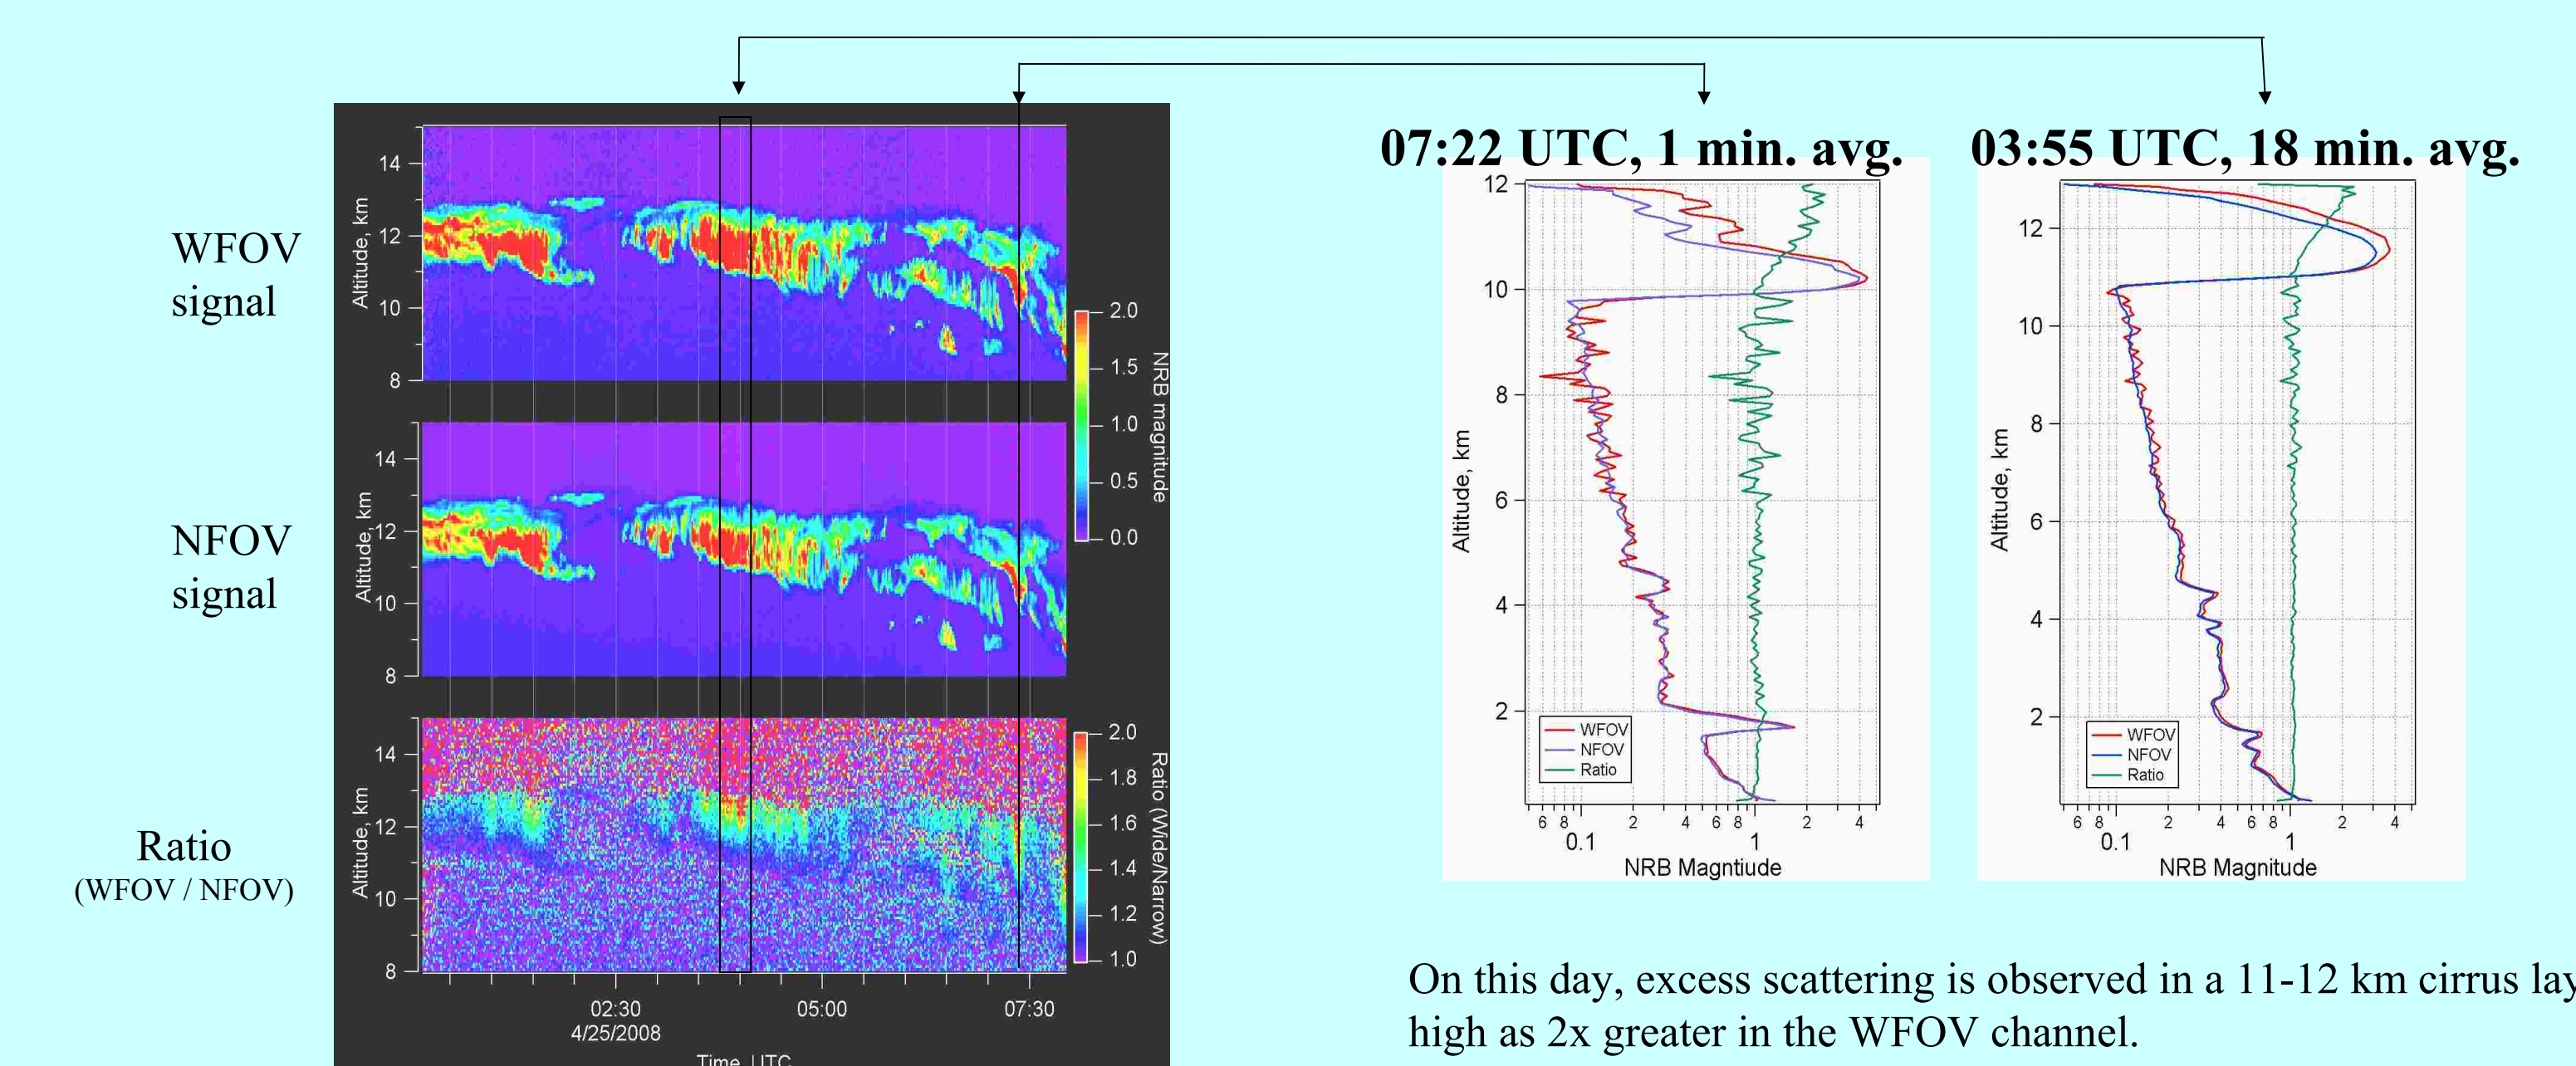 07:22 UTC, 1 min. avg.
03:55 UTC, 18 min. avg.
WFOV
signal
NFOV
signal
Ratio
(WFOV / NFOV)
Altitude, km
14
12
10
8
Altitude, km
14
12
10
8
Altitude, km
14
12
10
8
2.0
1.5
1.0
0.5
0.0
NRB magnitude
2.0
1.8
1.6
1.4
1.2
1.0
Ratio (Wide/Narrow)
02:30
05:00
07:30
4/25/2008
Time, UTC
Altitude, km
12
10
8
6
4
2
WFOV
NFOV
Ratio
6 8 2 4 6 8 2 4
0.1 1
NRB Magntiude
Altitude, km
12
10
8
6
4
2
WFOV
NFOV
Ratio
6 8 2 4 6 8 2 4
0.1 1
NRB Magnitude
On this day, excess scattering is observed in a 11-12 km cirrus
high as 2x greater in the WFOV channel.